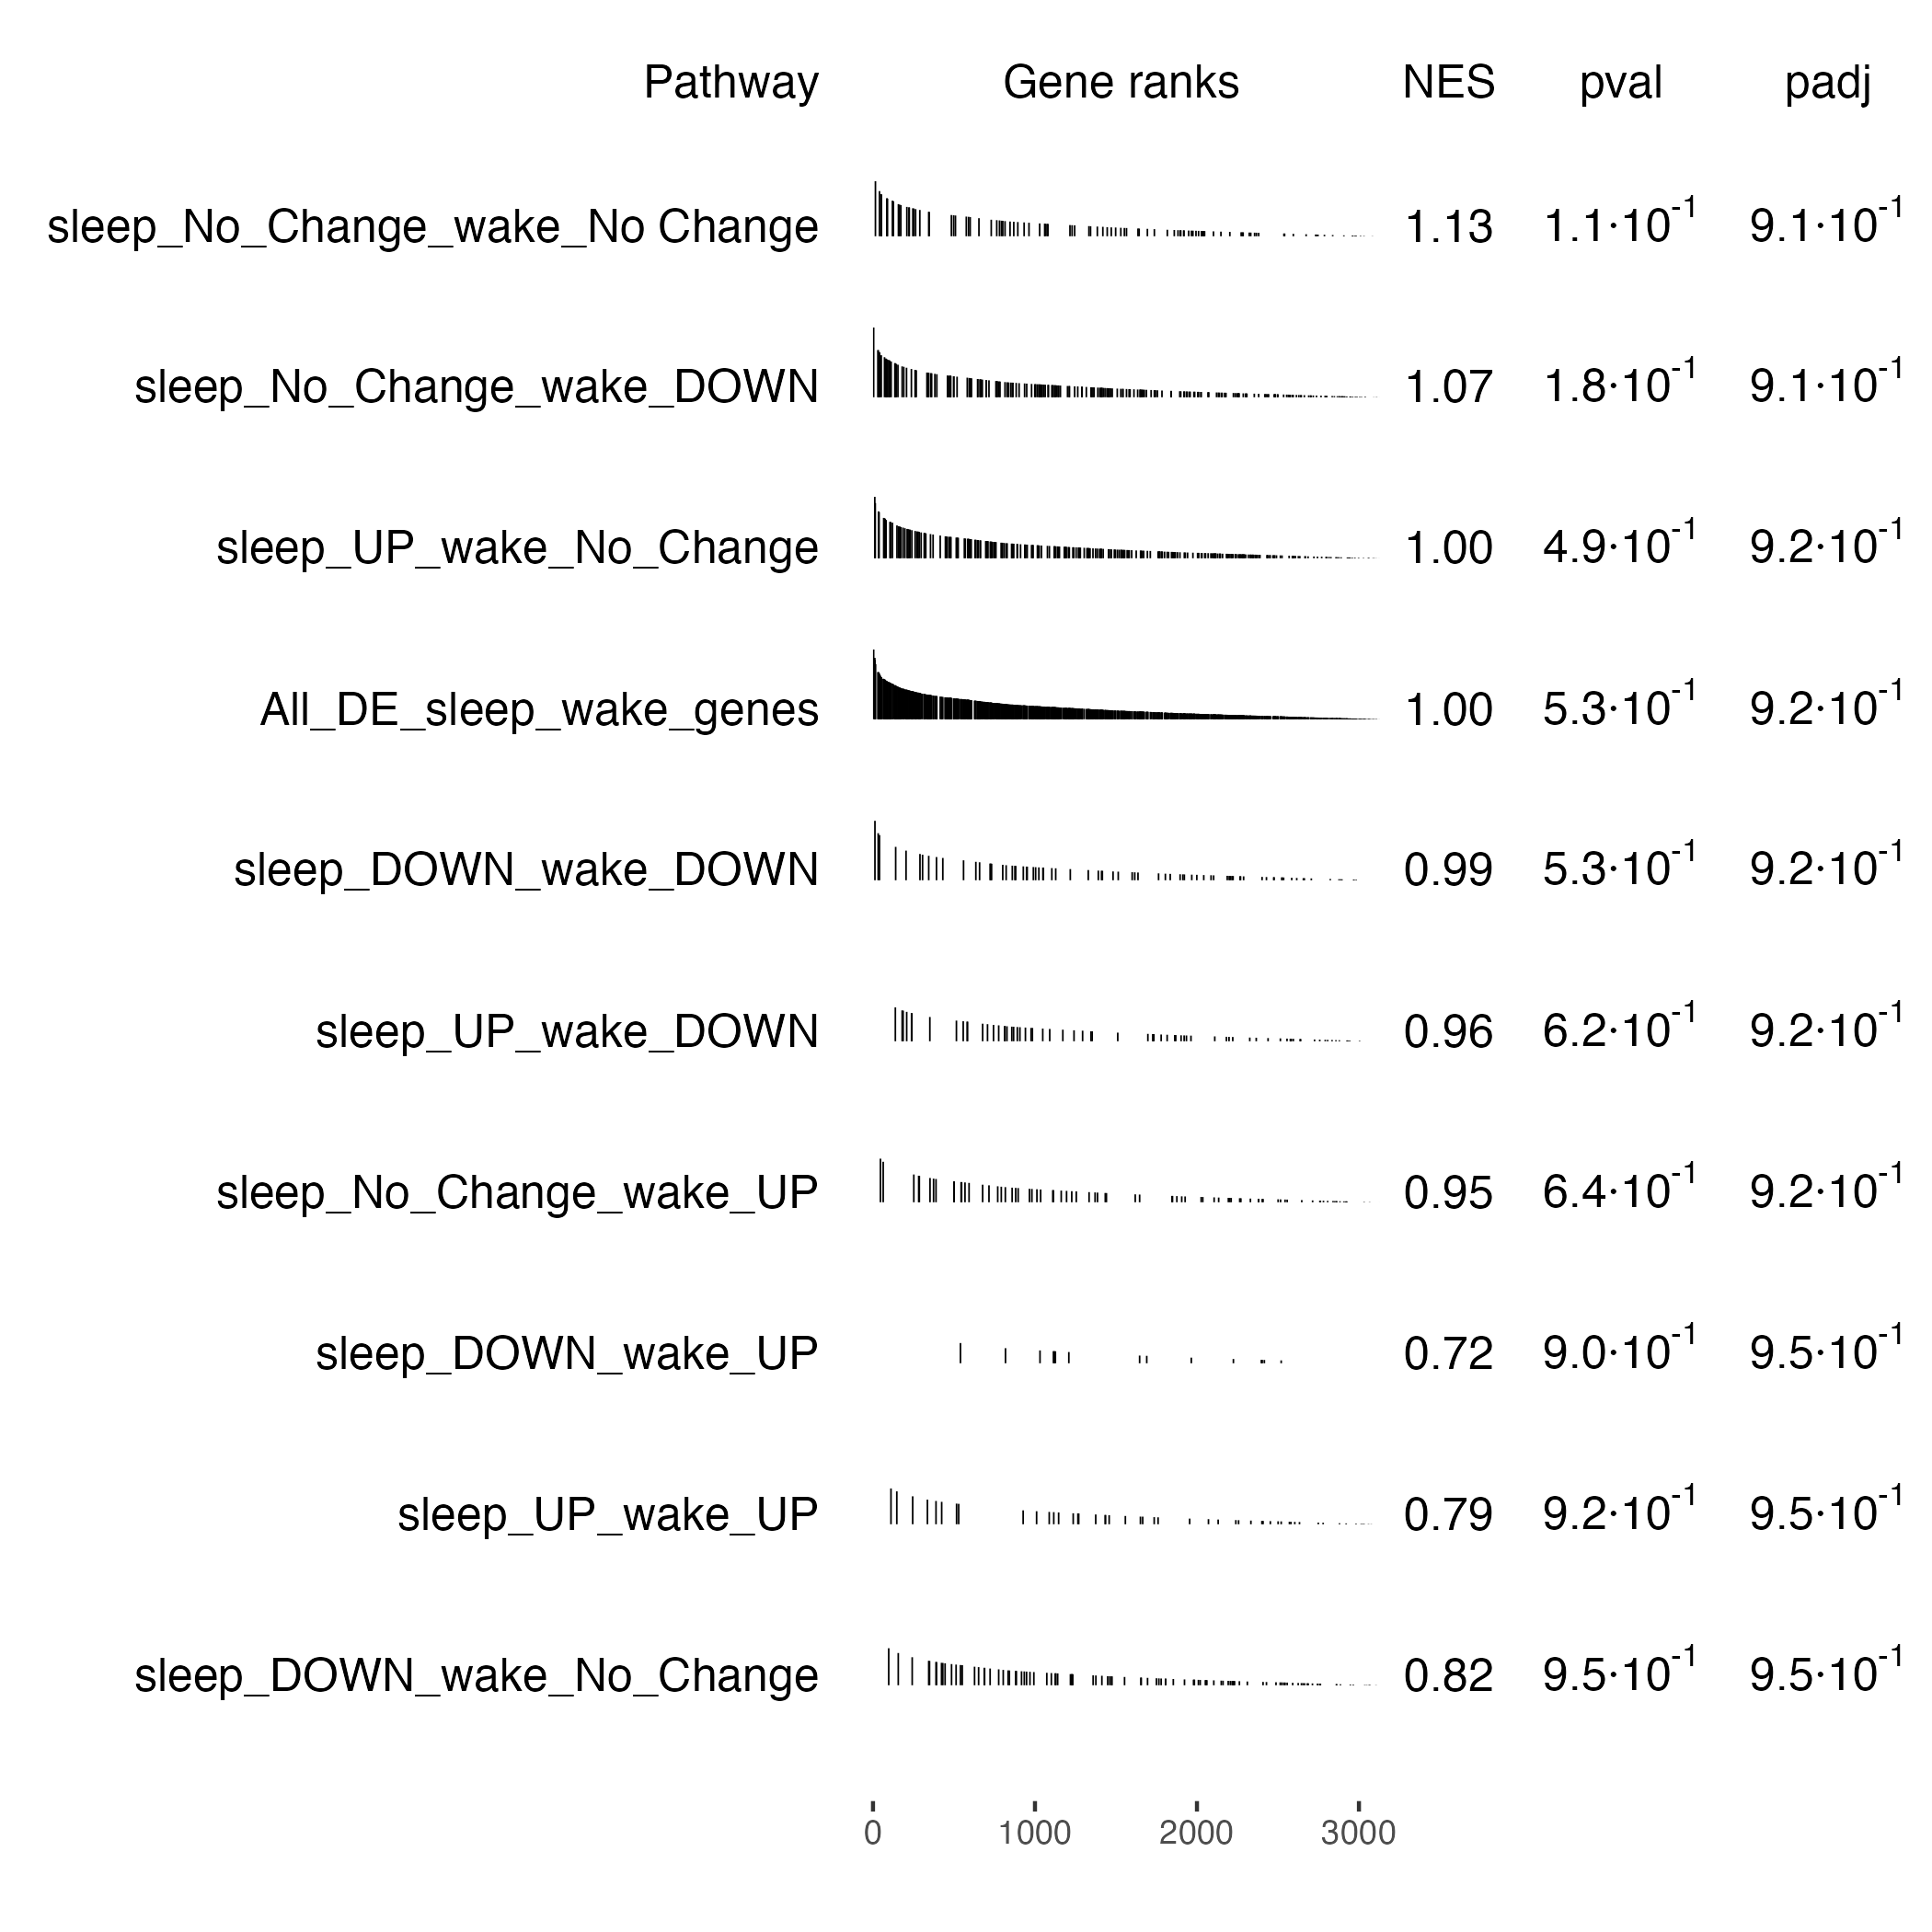 Pathway Gene ranks NES pval padj
sleep_No_Change_wake_No Change 1.13 1.1·10⁻¹ 9.1·10⁻¹
sleep_No_Change_wake_DOWN 1.07 1.8·10⁻¹ 9.1·10⁻¹
sleep_UP_wake_No_Change 1.00 4.9·10⁻¹ 9.2·10⁻¹
All_DE_sleep_wake_genes 1.00 5.3·10⁻¹ 9.2·10⁻¹
sleep_DOWN_wake_DOWN 0.99 5.3·10⁻¹ 9.2·10⁻¹
sleep_UP_wake_DOWN 0.96 6.2·10⁻¹ 9.2·10⁻¹
sleep_No_Change_wake_UP 0.95 6.4·10⁻¹ 9.2·10⁻¹
sleep_DOWN_wake_UP 0.72 9.0·10⁻¹ 9.5·10⁻¹
sleep_UP_wake_UP 0.79 9.2·10⁻¹ 9.5·10⁻¹
sleep_DOWN_wake_No_Change 0.82 9.5·10⁻¹ 9.5·10⁻¹
0 1000 2000 3000